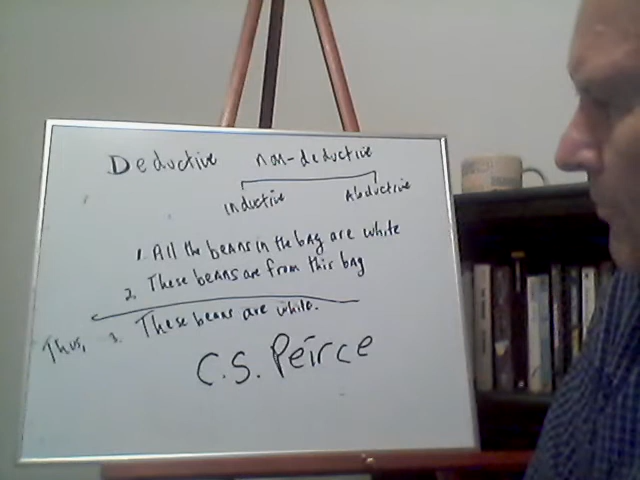 Deductive non-deductive
inductive Abductive
1. All the beans in the bag are white
2. These beans are from this bag
Thus, 3. These beans are white.
C.S. Peirce